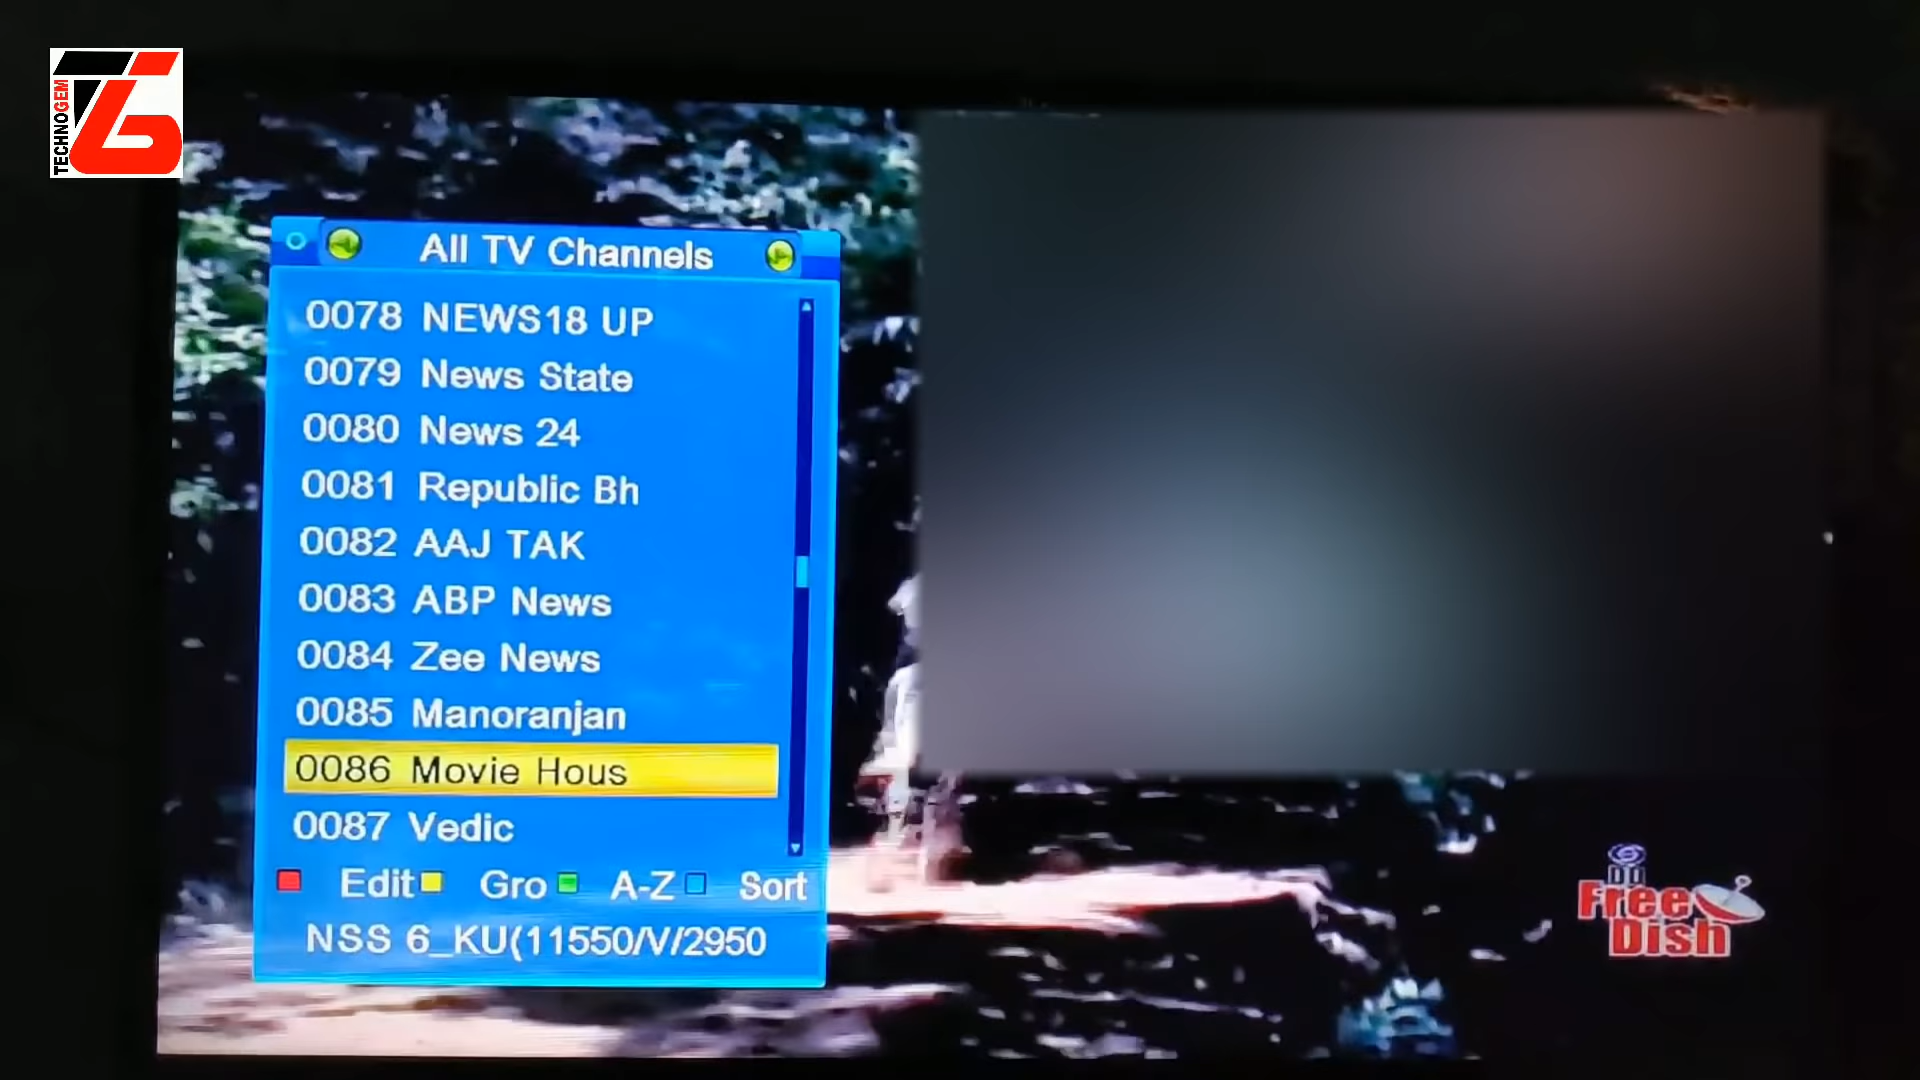 TECHNOGEM
TG
All TV Channels
0078 NEWS18 UP
0079 News State
0080 News 24
0081 Republic Bh
0082 AAJ TAK
0083 ABP News
0084 Zee News
0085 Manoranjan
0086 Movie Hous
0087 Vedic
Edit Gro A-Z Sort
NSS 6_KU(11550/V/2950
DD
Free
Dish